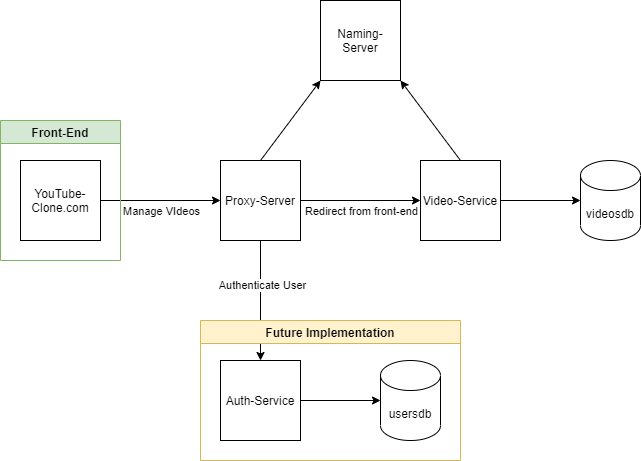 Naming-
Server
Front-End
YouTube-
Clone.com
Manage VIdeos
Proxy-Server
Redirect from front-end
Video-Service
videosdb
Authenticate User
Future Implementation
Auth-Service
usersdb